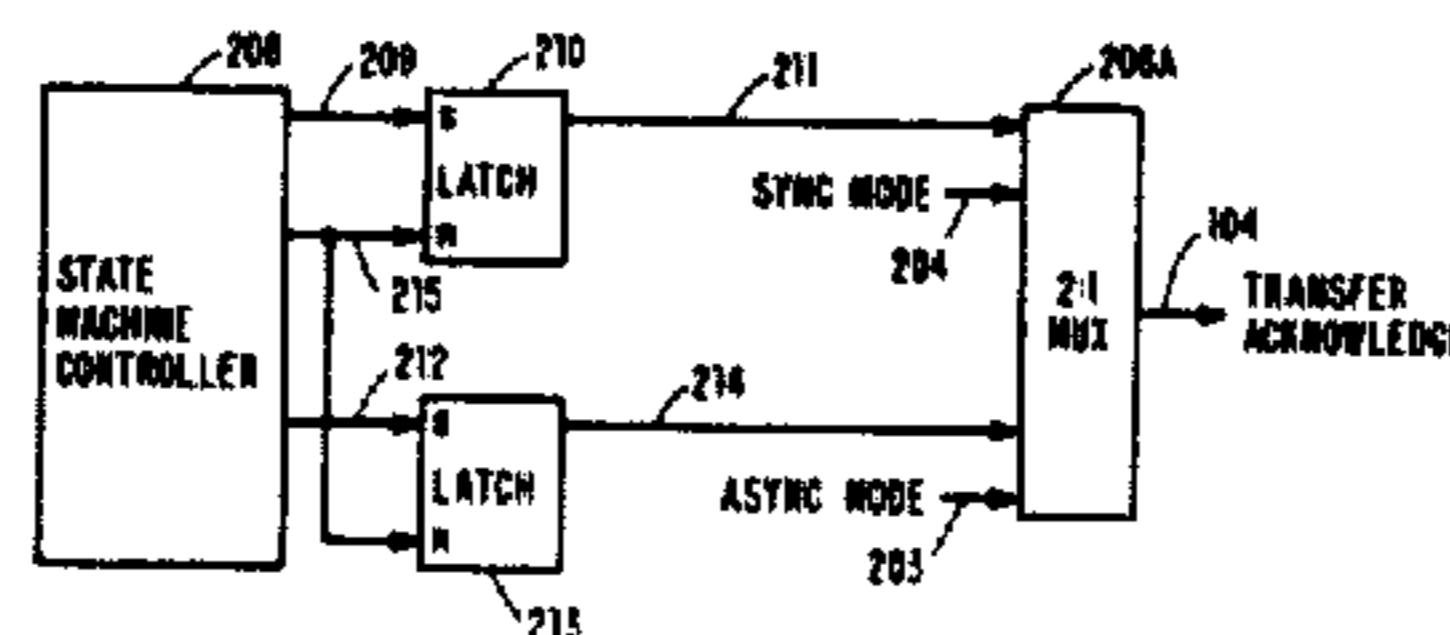 208
209
210
211
206A
S
LATCH
R
SYNC MODE
204
104
STATE
MACHINE
CONTROLLER
215
2:1
MUX
TRANSFER
ACKNOWLEDGE
212
214
S
LATCH
R
ASYNC MODE
203
213